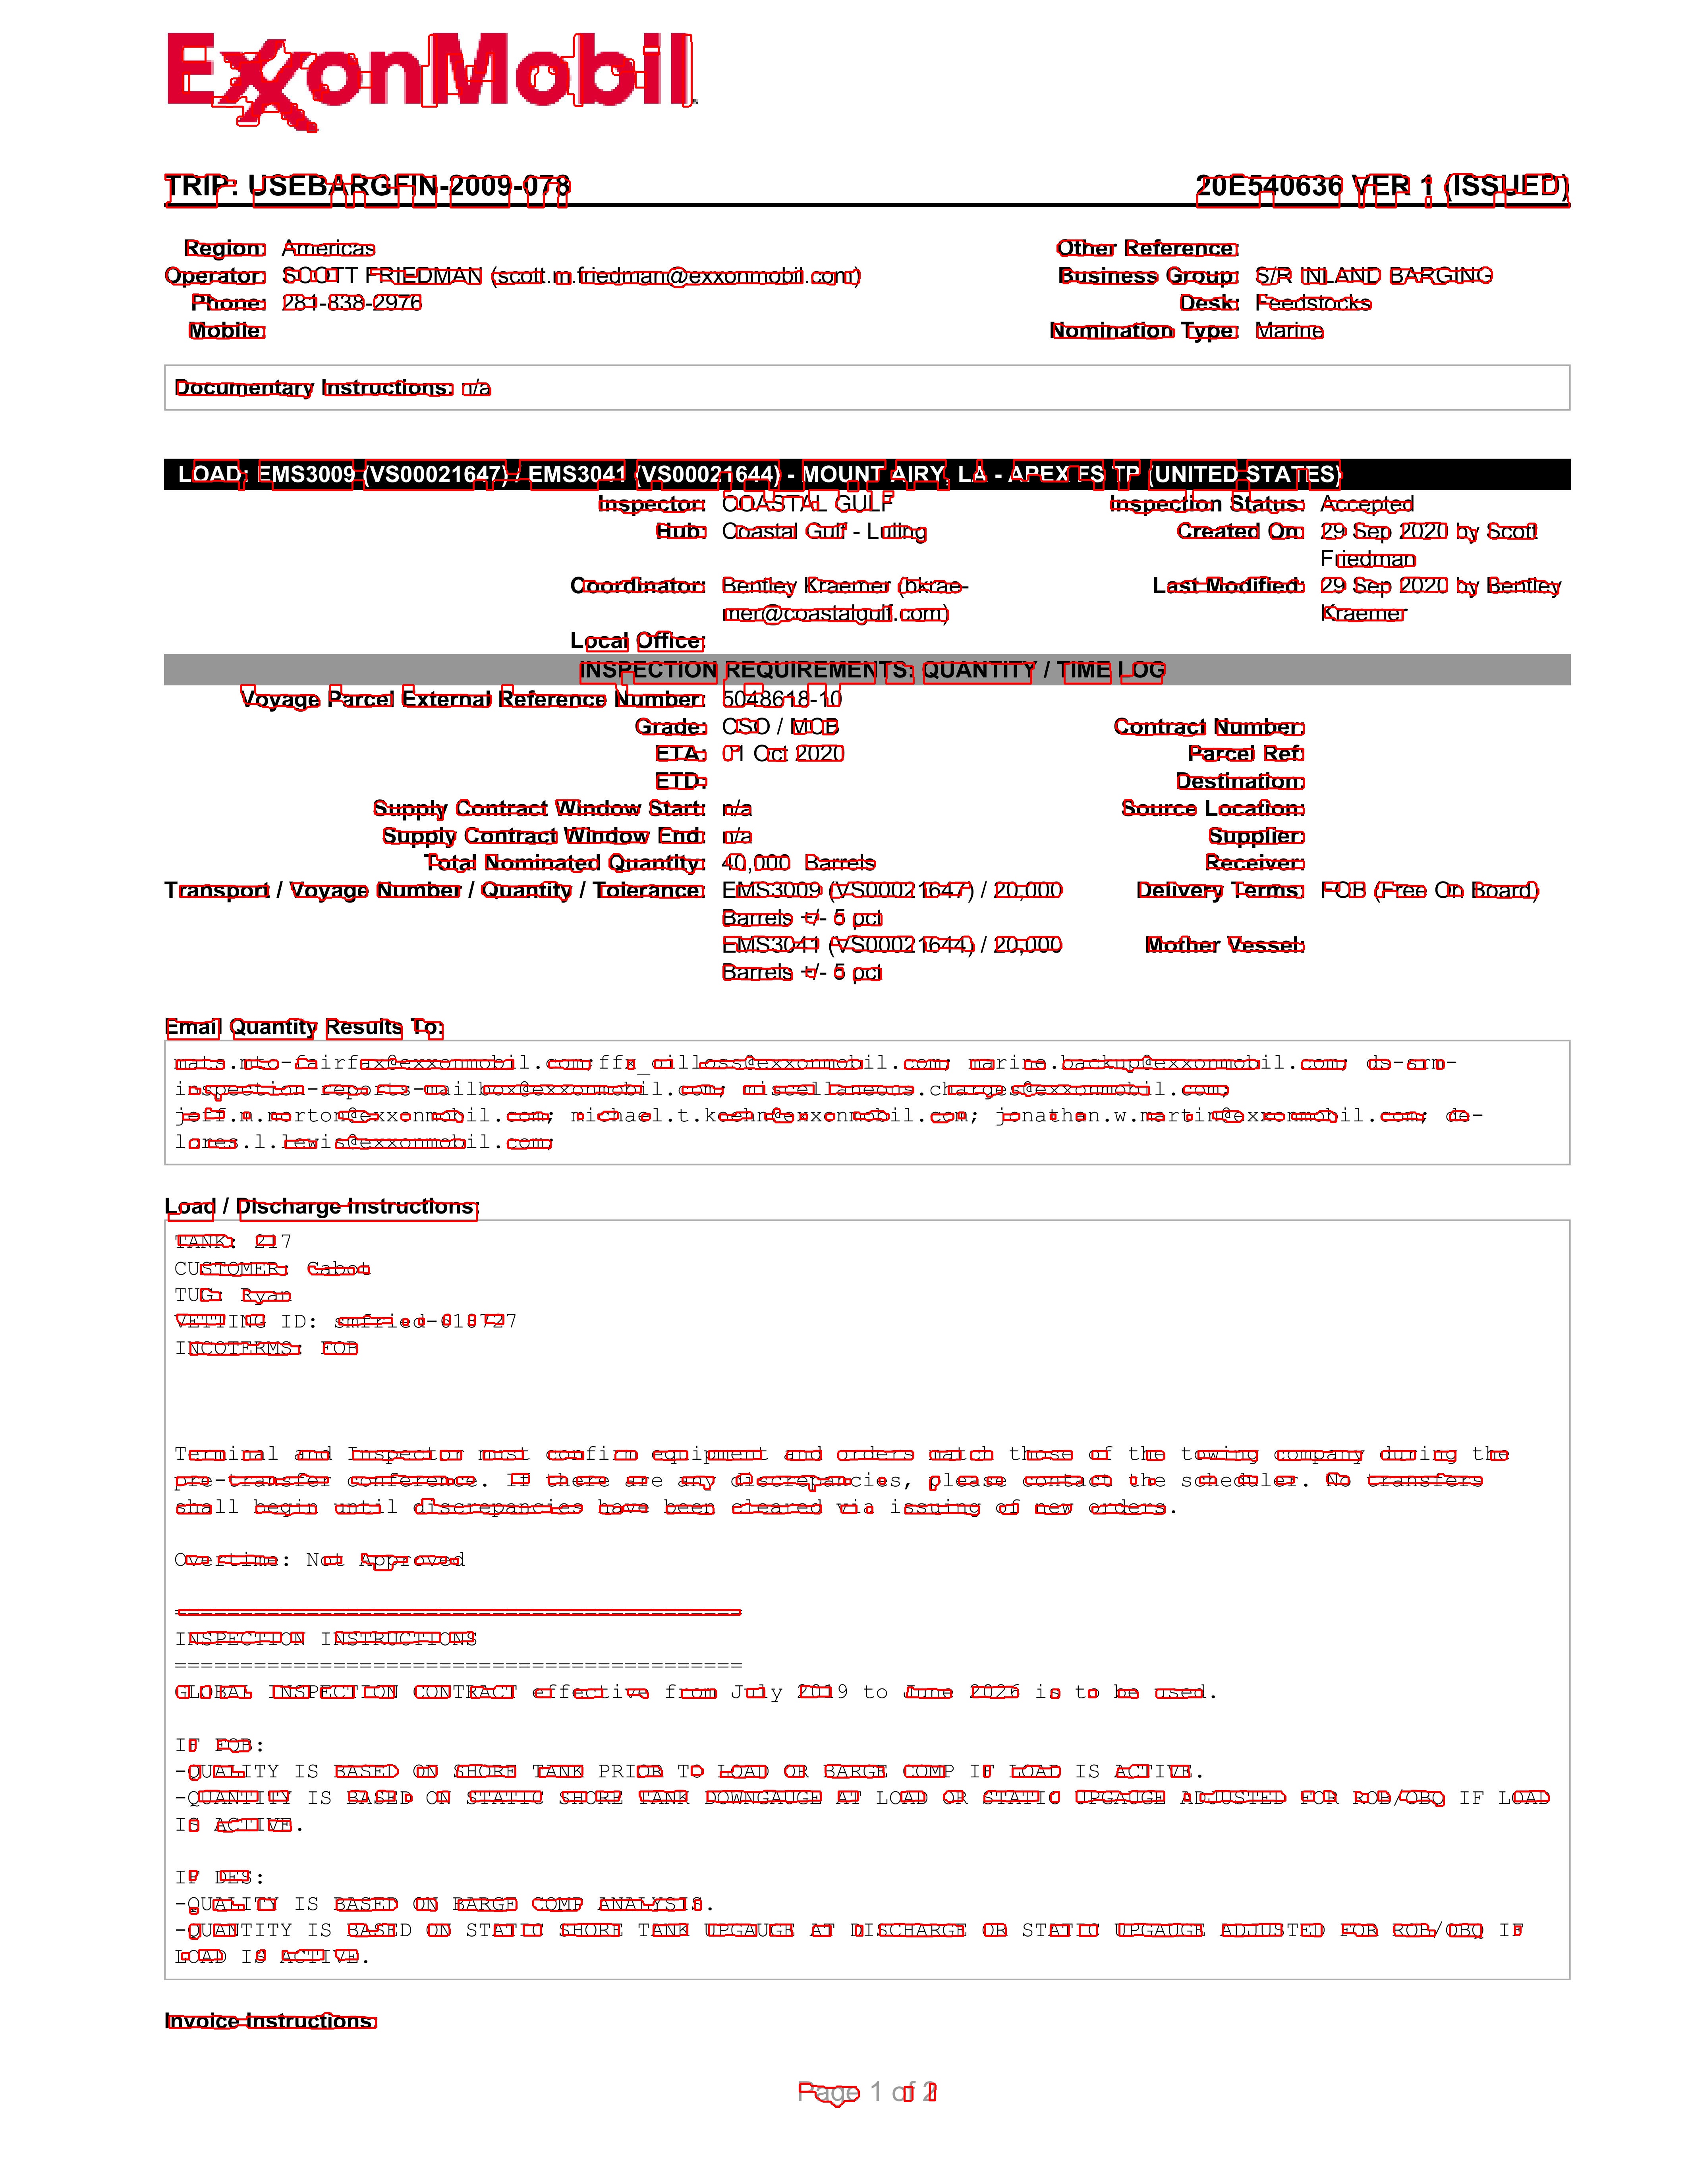 ExxonMobil
TRIP: USEBARGFIN-2009-078 20E540636 VER 1 (ISSUED)
Region: Americas Other Reference:
Operator: SCOTT FRIEDMAN (scott.m.friedman@exxonmobil.com) Business Group: S/R INLAND BARGING
Phone: 281-838-2976 Desk: Feedstocks
Mobile: Nomination Type: Marine
Documentary Instructions: n/a
LOAD: EMS3009 (VS00021647) / EMS3041 (VS00021644) - MOUNT AIRY, LA - APEX ES TP (UNITED STATES)
Inspector: COASTAL GULF Inspection Status: Accepted
Hub: Coastal Gulf - Luling Created On: 29 Sep 2020 by Scott
Friedman
Coordinator: Bentley Kraemer (bkrae- Last Modified: 29 Sep 2020 by Bentley
mer@coastalgulf.com) Kraemer
Local Office:
INSPECTION REQUIREMENTS: QUANTITY / TIME LOG
Voyage Parcel External Reference Number: 5048618-10
Grade: CSO / MCB Contract Number:
ETA: 01 Oct 2020 Parcel Ref:
ETD: Destination:
Supply Contract Window Start: n/a Source Location:
Supply Contract Window End: n/a Supplier:
Total Nominated Quantity: 40,000 Barrels Receiver:
Transport / Voyage Number / Quantity / Tolerance: EMS3009 (VS00021647) / 20,000 Delivery Terms: FOB (Free On Board)
Barrels +/- 5 pct
EMS3041 (VS00021644) / 20,000 Mother Vessel:
Barrels +/- 5 pct
Email Quantity Results To:
mats.mto-fairfax@exxonmobil.com;ffx_oilloss@exxonmobil.com; marine.backup@exxonmobil.com; ds-srm-
inspection-reports-mailbox@exxonmobil.com; miscellaneous.charges@exxonmobil.com;
jeff.m.norton@exxonmobil.com; michael.t.koehn@exxonmobil.com; jonathan.w.martin@exxonmobil.com; de-
lores.l.lewis@exxonmobil.com;
Load / Discharge Instructions:
TANK: 217
CUSTOMER: Cabot
TUG: Ryan
VETTING ID: smfried-618727
INCOTERMS: FOB
Terminal and Inspector must confirm equipment and orders match those of the towing company during the
pre-transfer conference. If there are any discrepancies, please contact the scheduler. No transfers
shall begin until discrepancies have been cleared via issuing of new orders.
Overtime: Not Approved
===========================================
INSPECTION INSTRUCTIONS
===========================================
GLOBAL INSPECTION CONTRACT effective from July 2019 to June 2026 is to be used.
IF FOB:
-QUALITY IS BASED ON SHORE TANK PRIOR TO LOAD OR BARGE COMP IF LOAD IS ACTIVE.
-QUANTITY IS BASED ON STATIC SHORE TANK DOWNGAUGE AT LOAD OR STATIC UPGAUGE ADJUSTED FOR ROB/OBQ IF LOAD
IS ACTIVE.
IF DES:
-QUALITY IS BASED ON BARGE COMP ANALYSIS.
-QUANTITY IS BASED ON STATIC SHORE TANK UPGAUGE AT DISCHARGE OR STATIC UPGAUGE ADJUSTED FOR ROB/OBQ IF
LOAD IS ACTIVE.
Invoice Instructions:
Page 1 of 2